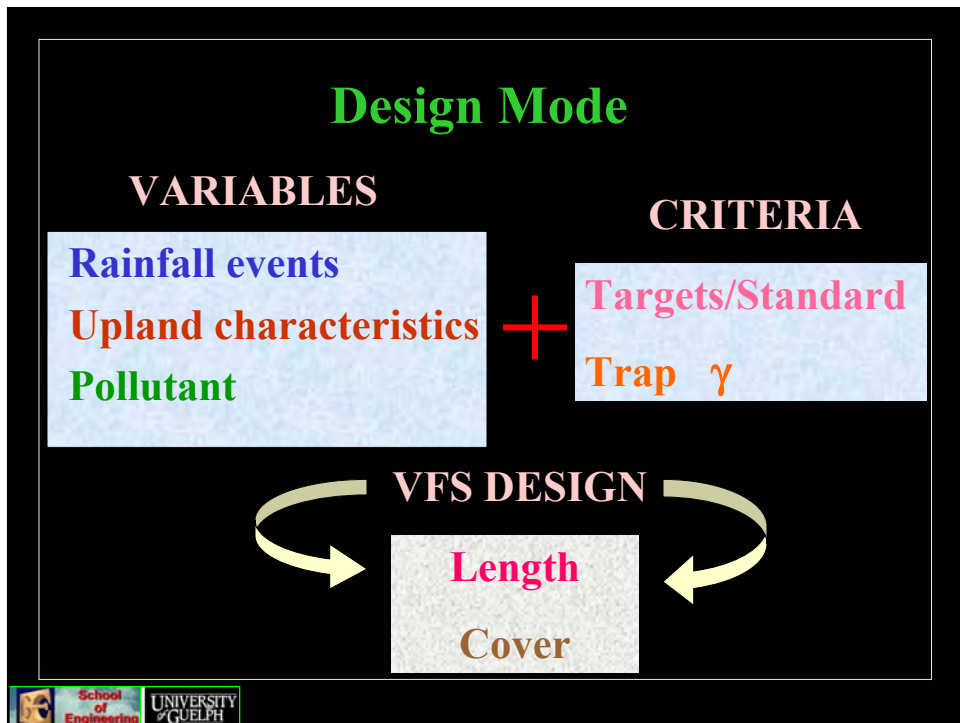 Design Mode
VARIABLES
Rainfall events
Upland characteristics
Pollutant
+
CRITERIA
Targets/Standard
Trap γ
VFS DESIGN
Length
Cover
School
of
Engineering
UNIVERSITY
of GUELPH